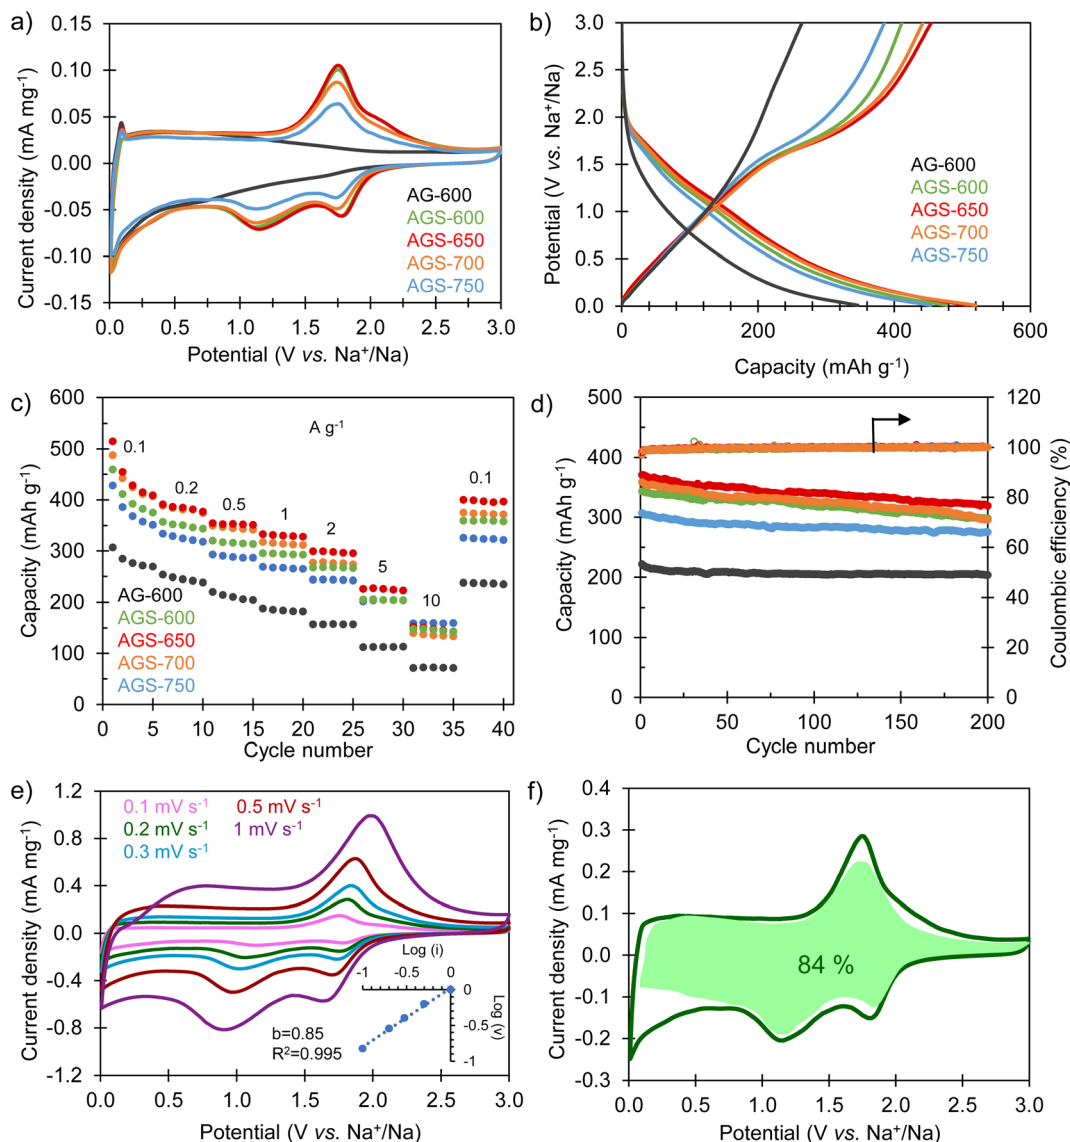 a)
0.15
0.10
0.05
0.00
-0.05
-0.10
-0.15
Current density (mA mg⁻¹)
AG-600
AGS-600
AGS-650
AGS-700
AGS-750
0.0 0.5 1.0 1.5 2.0 2.5 3.0
Potential (V vs. Na⁺/Na)
b)
3.0
2.5
2.0
1.5
1.0
0.5
0.0
Potential (V vs. Na⁺/Na)
AG-600
AGS-600
AGS-650
AGS-700
AGS-750
0 200 400 600
Capacity (mAh g⁻¹)
c)
600
500
400
300
200
100
0
Capacity (mAh g⁻¹)
A g⁻¹
0.1
0.2
0.5
1
2
5
10
0.1
AG-600
AGS-600
AGS-650
AGS-700
AGS-750
0 5 10 15 20 25 30 35 40
Cycle number
d)
500
400
300
200
100
0
Capacity (mAh g⁻¹)
120
100
80
60
40
20
0
Coulombic efficiency (%)
0 50 100 150 200
Cycle number
e)
1.2
0.8
0.4
0.0
-0.4
-0.8
-1.2
Current density (mA mg⁻¹)
0.1 mV s⁻¹
0.2 mV s⁻¹
0.3 mV s⁻¹
0.5 mV s⁻¹
1 mV s⁻¹
Log (i)
-1 -0.5 0
0
-0.5
-1
Log (v)
b=0.85
R²=0.995
0.0 0.5 1.0 1.5 2.0 2.5 3.0
Potential (V vs. Na⁺/Na)
f)
0.4
0.3
0.2
0.1
0.0
-0.1
-0.2
-0.3
Current density (mA mg⁻¹)
84 %
0.0 0.5 1.0 1.5 2.0 2.5 3.0
Potential (V vs. Na⁺/Na)